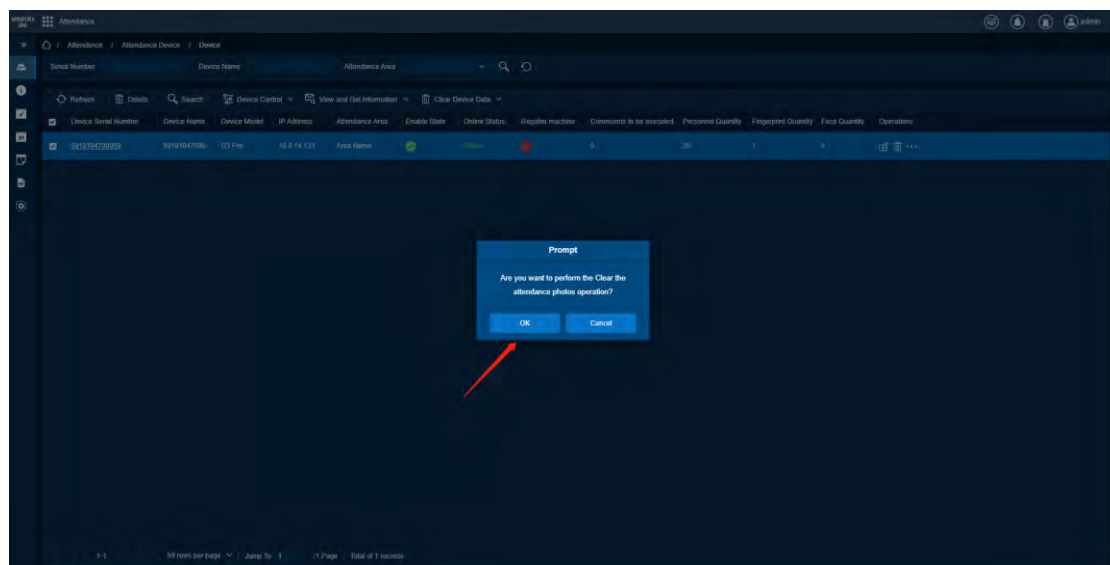 Attendance
admin
/ Attendance / Attendance Device / Device
Serial Number Device Name Attendance Area
Refresh Delete Search Device Control View and Get Information Clear Device Data
Device Serial Number Device Name Device Model IP Address Attendance Area Enable State Online Status Register machine Commands to be executed Personnel Quantity Fingerprint Quantity Face Quantity Operations
Area Name 0 1
Prompt
Are you want to perform the Clear the
attendance photos operation?
OK Cancel
1-1 50 rows per page Jump To 1 /1 Page Total of 1 records